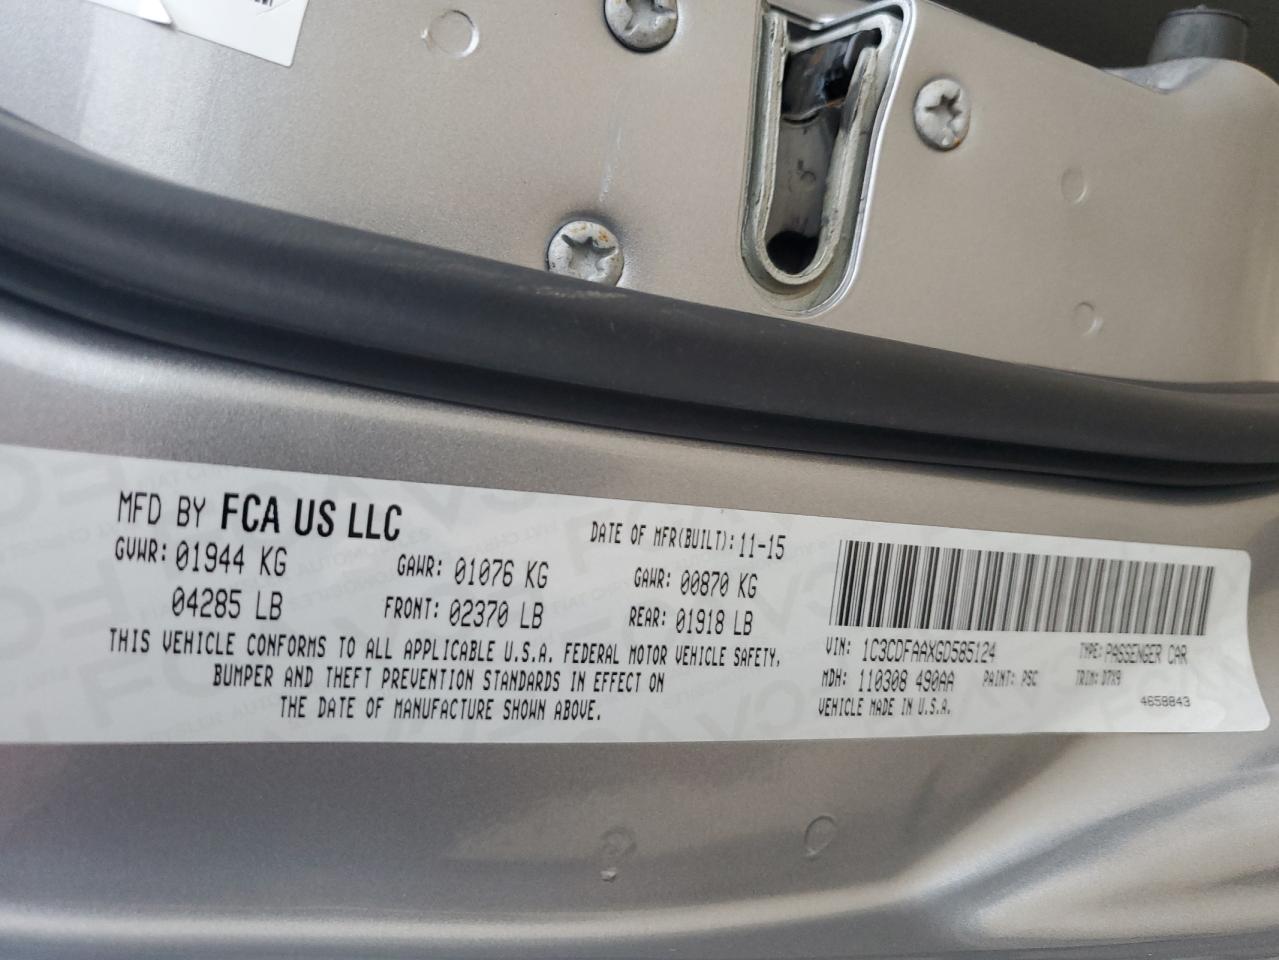 MFD BY FCA US LLC
DATE OF MFR(BUILT): 11-15
GVWR: 01944 KG
04285 LB
GAWR: 01076 KG
FRONT: 02370 LB
GAWR: 00870 KG
REAR: 01918 LB
THIS VEHICLE CONFORMS TO ALL APPLICABLE U.S.A. FEDERAL MOTOR VEHICLE SAFETY,
BUMPER AND THEFT PREVENTION STANDARDS IN EFFECT ON
THE DATE OF MANUFACTURE SHOWN ABOVE.
VIN: 1C3CDFAAXGD585124 TYPE: PASSENGER CAR
MDH: 110308 490AA PAINT: PSC TRIM: D7X9
VEHICLE MADE IN U.S.A. 4658843